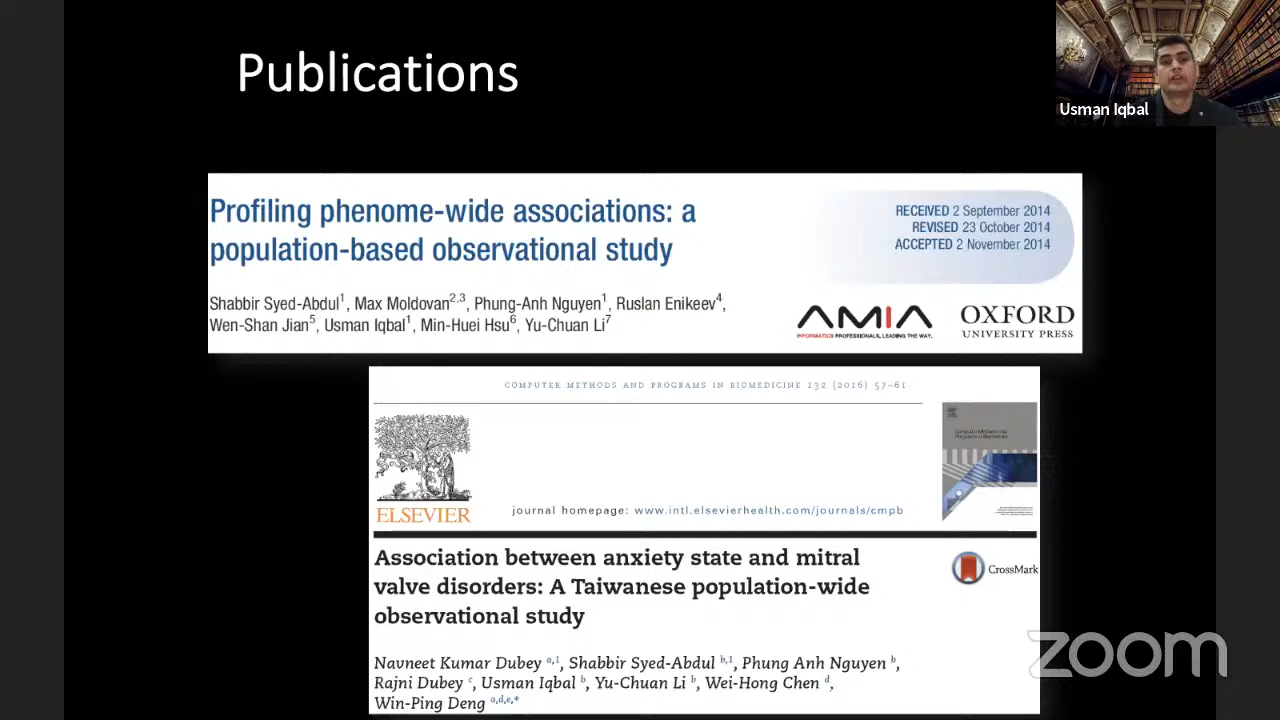 Publications
Usman Iqbal
Profiling phenome-wide associations: a
population-based observational study
RECEIVED 2 September 2014
REVISED 23 October 2014
ACCEPTED 2 November 2014
Shabbir Syed-Abdul1, Max Moldovan2,3, Phung-Anh Nguyen1, Ruslan Enikeev4,
Wen-Shan Jian5, Usman Iqbal1, Min-Huei Hsu6, Yu-Chuan Li7
AMIA
INFORMATICS PROFESSIONALS. LEADING THE WAY.
OXFORD
UNIVERSITY PRESS
COMPUTER METHODS AND PROGRAMS IN BIOMEDICINE 132 (2016) 57–61
ELSEVIER
journal homepage: www.intl.elsevierhealth.com/journals/cmpb
Association between anxiety state and mitral
valve disorders: A Taiwanese population-wide
observational study
CrossMark
Navneet Kumar Dubey a,1, Shabbir Syed-Abdul b,1, Phung Anh Nguyen b,
Rajni Dubey c, Usman Iqbal b, Yu-Chuan Li b, Wei-Hong Chen d,
Win-Ping Deng a,d,e,*
zoom